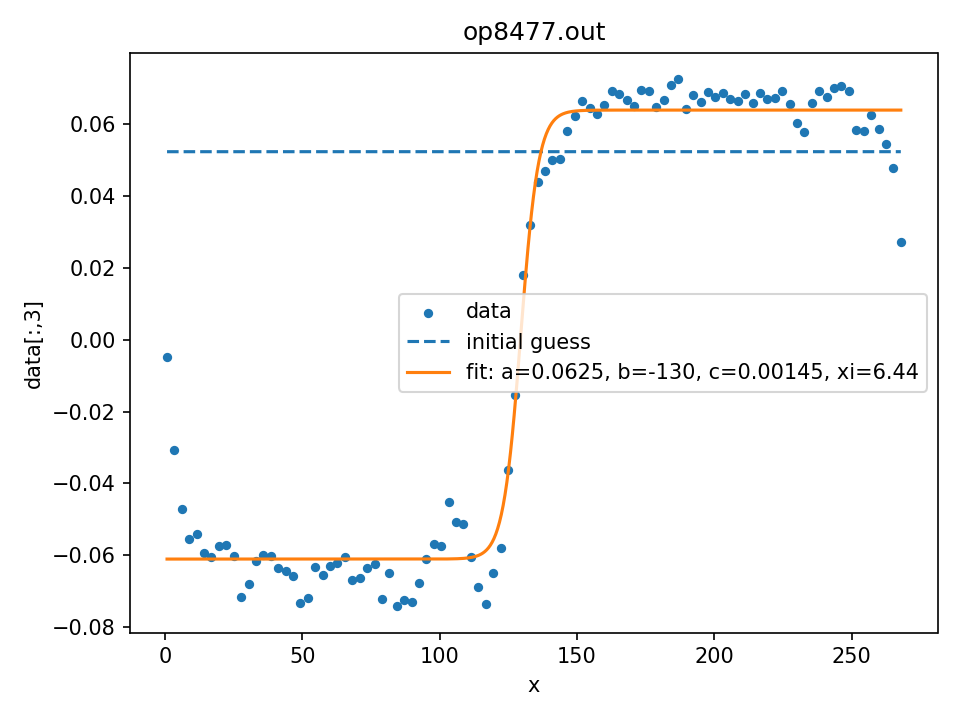 op8477.out
0.06
0.04
0.02
0.00
−0.02
−0.04
−0.06
−0.08
data[:,3]
data
initial guess
fit: a=0.0625, b=-130, c=0.00145, xi=6.44
0 50 100 150 200 250
x